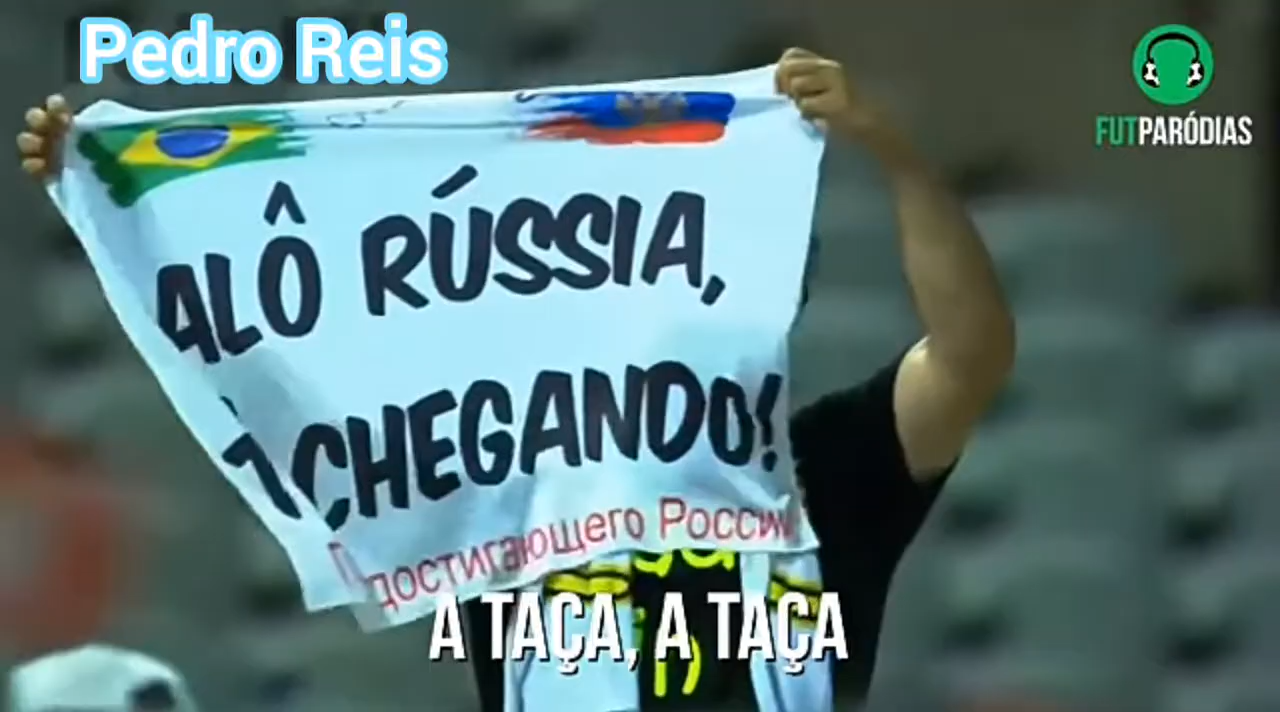 Pedro Reis
FUTPARÓDIAS
ALÔ RÚSSIA,
CHEGANDO!
достигающего России
A TAÇA, A TAÇA